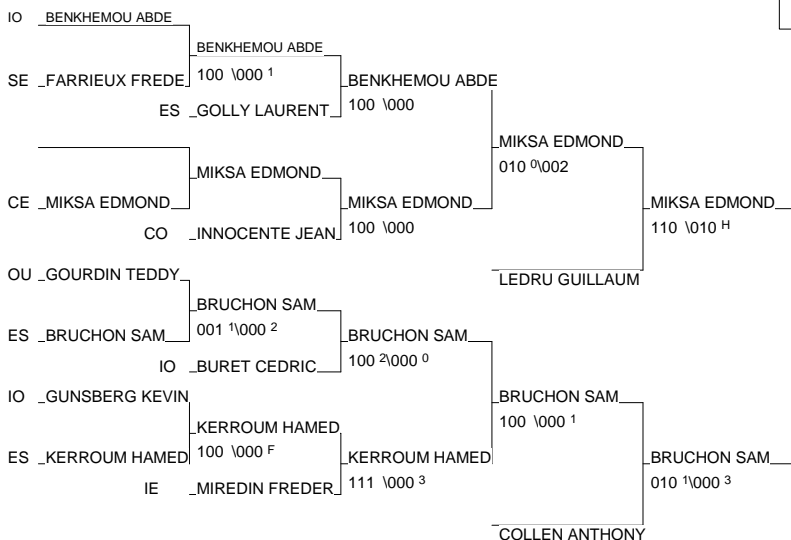 IO BENKHEMOU ABDE
BENKHEMOU ABDE
SE FARRIEUX FREDE 100 \000 1 BENKHEMOU ABDE
ES GOLLY LAURENT 100 \000
MIKSA EDMOND
MIKSA EDMOND 010 0\002
CE MIKSA EDMOND MIKSA EDMOND MIKSA EDMOND
CO INNOCENTE JEAN 100 \000 110 \010 H
OU GOURDIN TEDDY LEDRU GUILLAUM
BRUCHON SAM
ES BRUCHON SAM 001 1\000 2 BRUCHON SAM
IO BURET CEDRIC 100 2\000 0
IO GUNSBERG KEVIN BRUCHON SAM
KERROUM HAMED 100 \000 1
ES KERROUM HAMED 100 \000 F KERROUM HAMED BRUCHON SAM
IE MIREDIN FREDER 111 \000 3 010 1\000 3
COLLEN ANTHONY